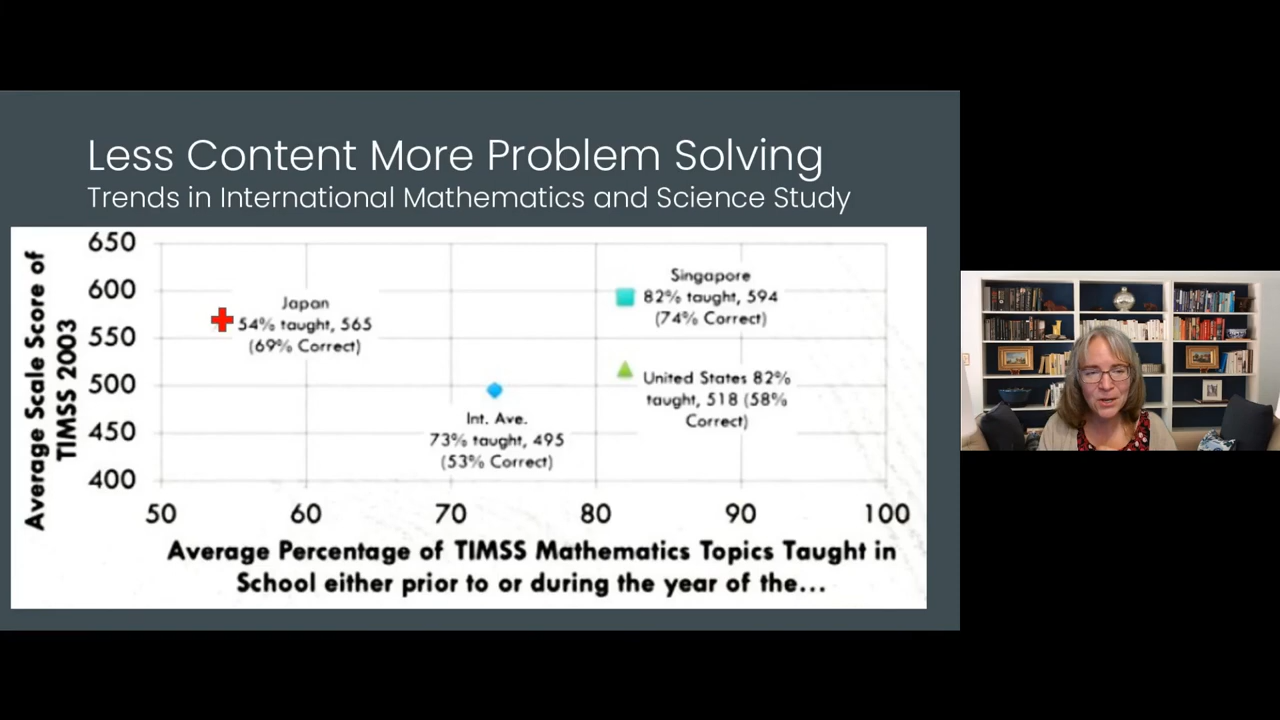 Less Content More Problem Solving
Trends in International Mathematics and Science Study
Average Scale Score of
TIMSS 2003
650
600
550
500
450
400
Japan
54% taught, 565
(69% Correct)
Singapore
82% taught, 594
(74% Correct)
United States 82%
taught, 518 (58%
Correct)
Int. Ave.
73% taught, 495
(53% Correct)
50 60 70 80 90 100
Average Percentage of TIMSS Mathematics Topics Taught in
School either prior to or during the year of the...